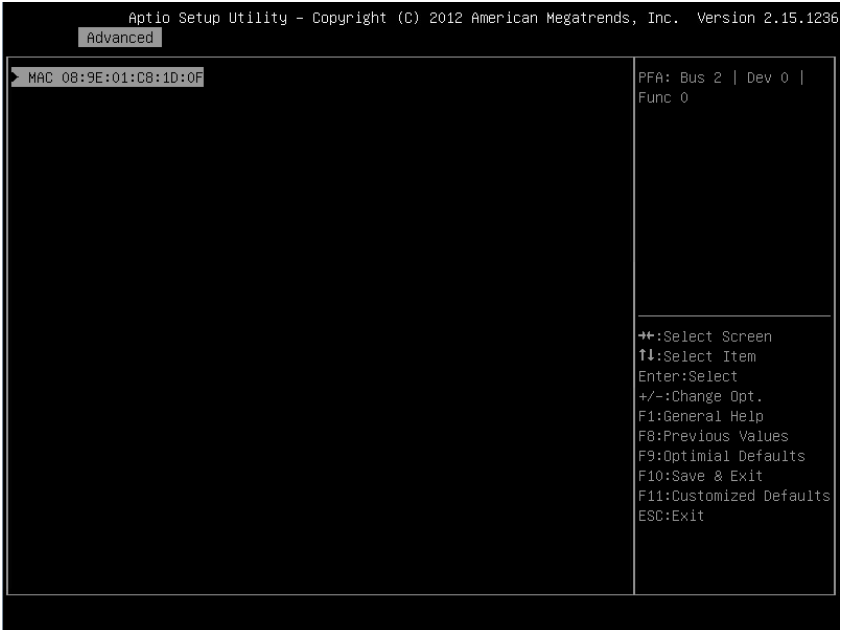 Aptio Setup Utility – Copyright (C) 2012 American Megatrends, Inc. Version 2.15.1236
Advanced
MAC 08:9E:01:C8:1D:0F
PFA: Bus 2 | Dev 0 |
Func 0
→←:Select Screen
↑↓:Select Item
Enter:Select
+/-:Change Opt.
F1:General Help
F8:Previous Values
F9:Optimial Defaults
F10:Save & Exit
F11:Customized Defaults
ESC:Exit